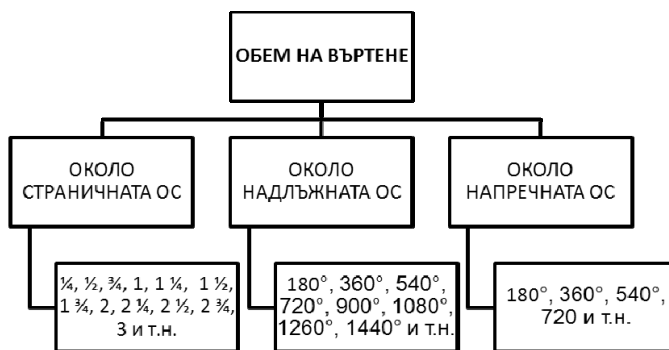 ОБЕМ НА ВЪРТЕНЕ
ОКОЛО
СТРАНИЧНАТА ОС
ОКОЛО
НАДЛЪЖНАТА ОС
ОКОЛО
НАПРЕЧНАТА ОС
¼, ½, ¾, 1, 1 ¼, 1 ½,
1 ¾, 2, 2 ¼, 2 ½, 2 ¾,
3 и т.н.
180°, 360°, 540°,
720°, 900°, 1080°,
1260°, 1440° и т.н.
180°, 360°, 540°,
720 и т.н.